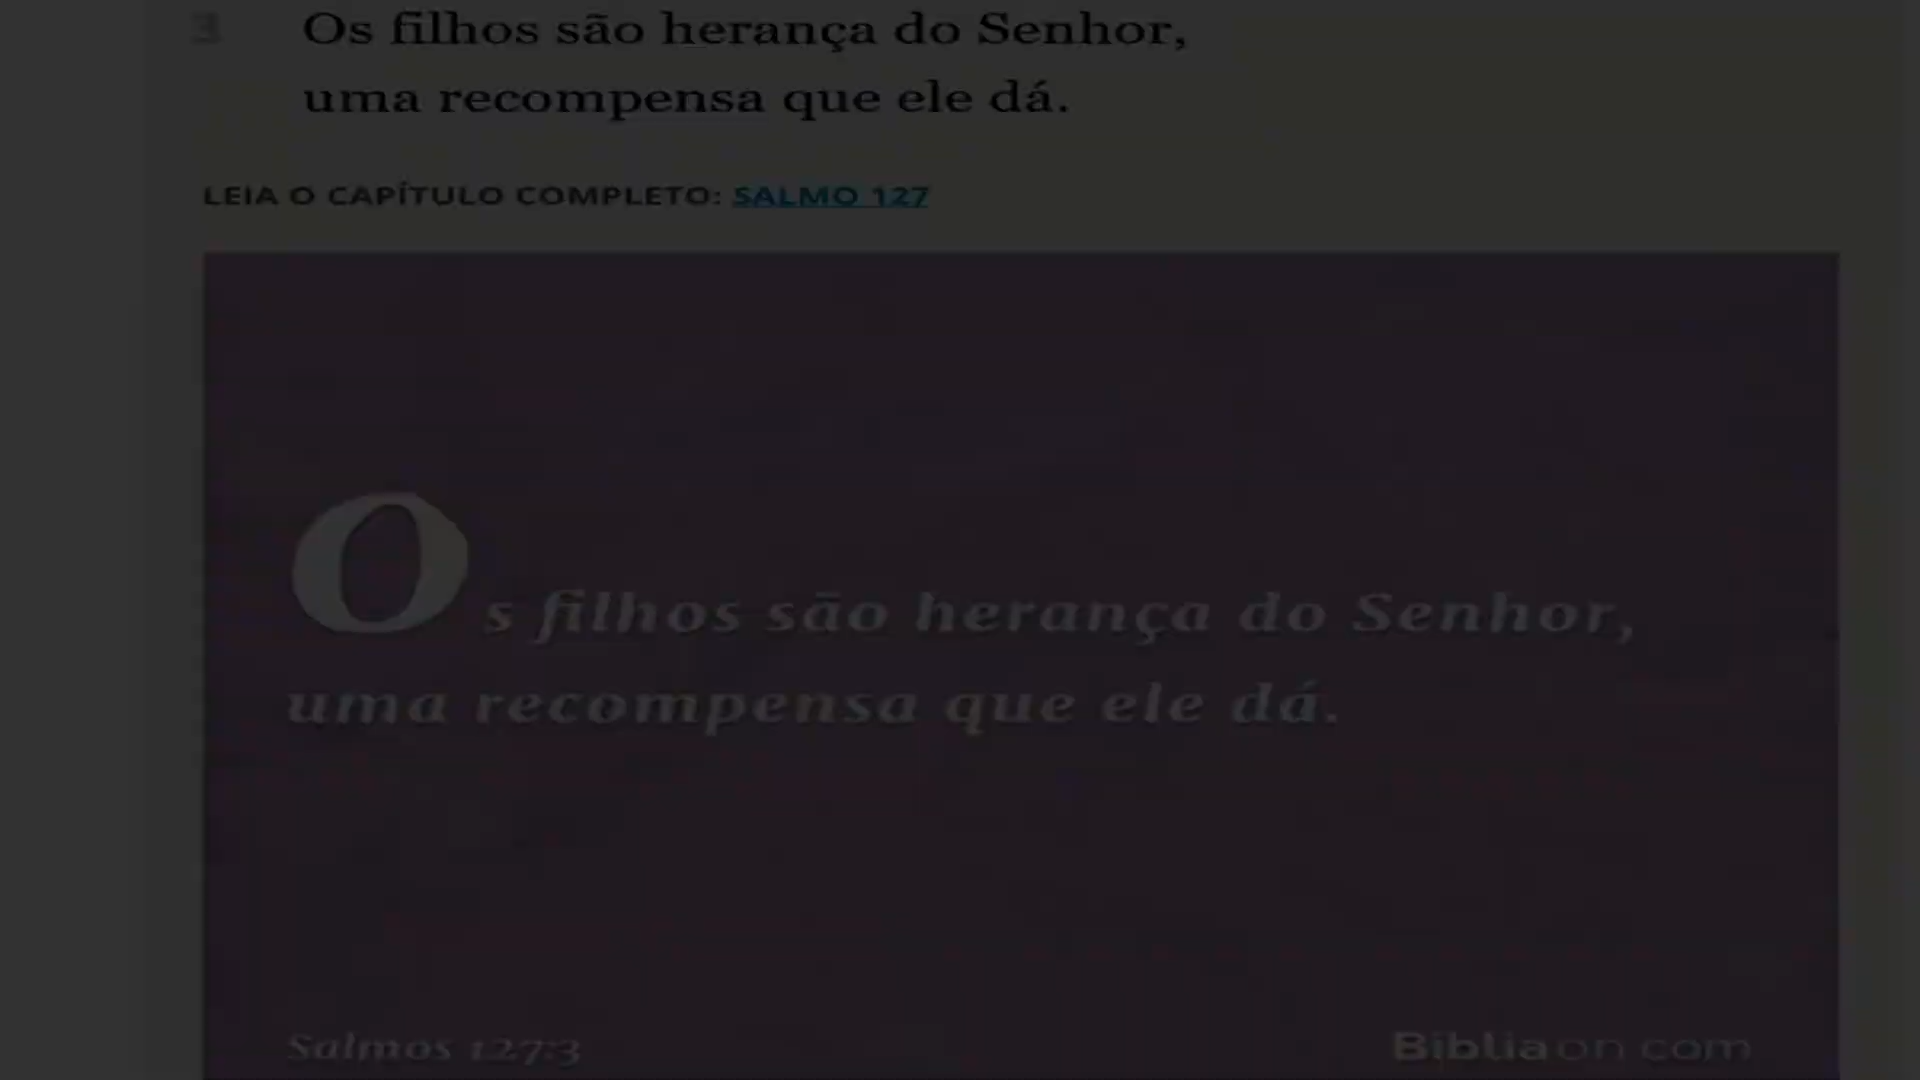 3 Os filhos são herança do Senhor,
uma recompensa que ele dá.
LEIA O CAPÍTULO COMPLETO: SALMO 127
Os filhos são herança do Senhor,
uma recompensa que ele dá.
Salmos 127:3
Bibliaon com